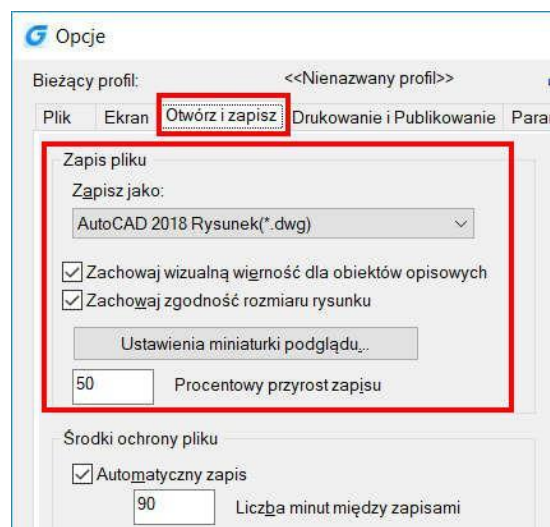 Opcje
Bieżący profil: <<Nienazwany profil>>
Plik Ekran Otwórz i zapisz Drukowanie i Publikowanie
Zapis pliku
Zapisz jako:
AutoCAD 2018 Rysunek(*.dwg)
Zachowaj wizualną wierność dla obiektów opisowych
Zachowaj zgodność rozmiaru rysunku
Ustawienia miniaturki podglądu...
50 Procentowy przyrost zapisu
Środki ochrony pliku
Automatyczny zapis
90 Liczba minut między zapisami